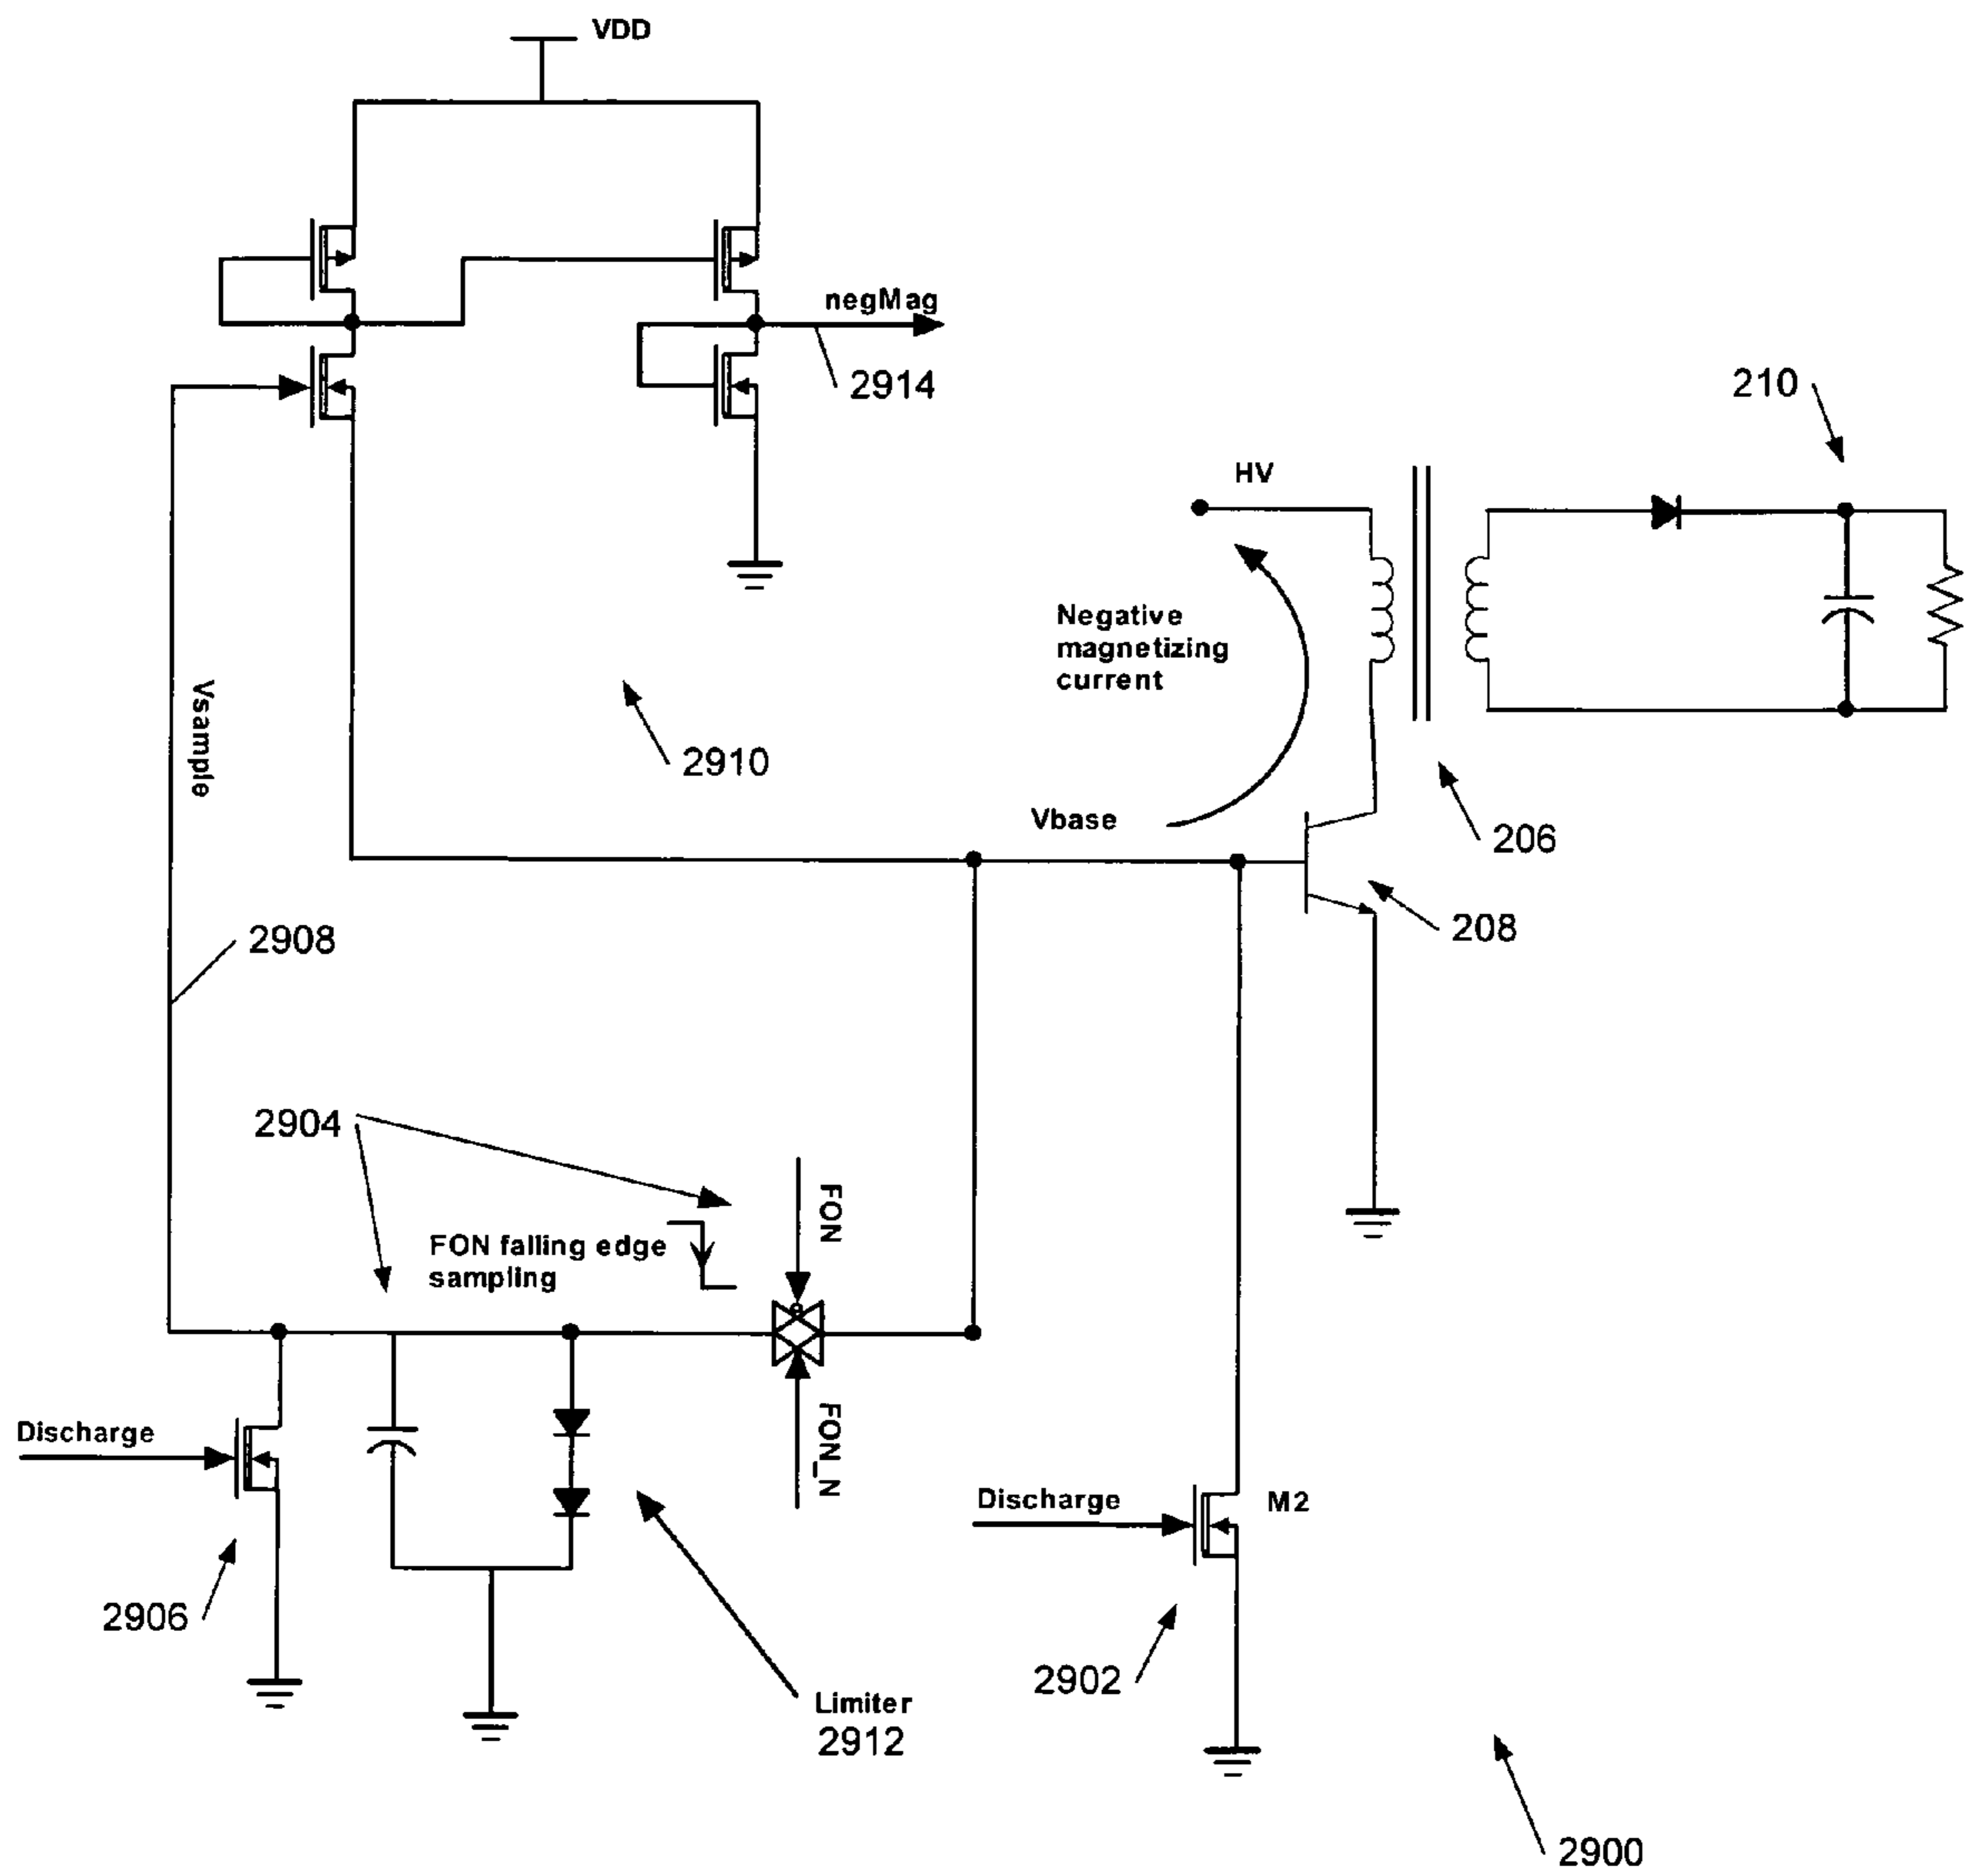 VDD
negMag
2914
210
HV
Negative
magnetizing
current
Vsample
2910
Vbase
206
208
2908
2904
FON
FON falling edge
sampling
Discharge
FON_N
Discharge
M2
2906
2902
Limiter
2912
2900